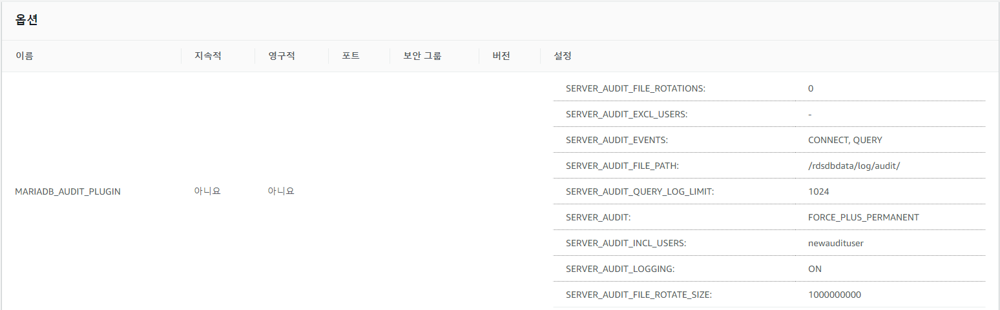 옵션
이름 지속적 영구적 포트 보안 그룹 버전 설정
SERVER_AUDIT_FILE_ROTATIONS: 0
SERVER_AUDIT_EXCL_USERS: -
SERVER_AUDIT_EVENTS: CONNECT, QUERY
SERVER_AUDIT_FILE_PATH: /rdsdbdata/log/audit/
MARIADB_AUDIT_PLUGIN 아니요 아니요 SERVER_AUDIT_QUERY_LOG_LIMIT: 1024
SERVER_AUDIT: FORCE_PLUS_PERMANENT
SERVER_AUDIT_INCL_USERS: newaudituser
SERVER_AUDIT_LOGGING: ON
SERVER_AUDIT_FILE_ROTATE_SIZE: 1000000000